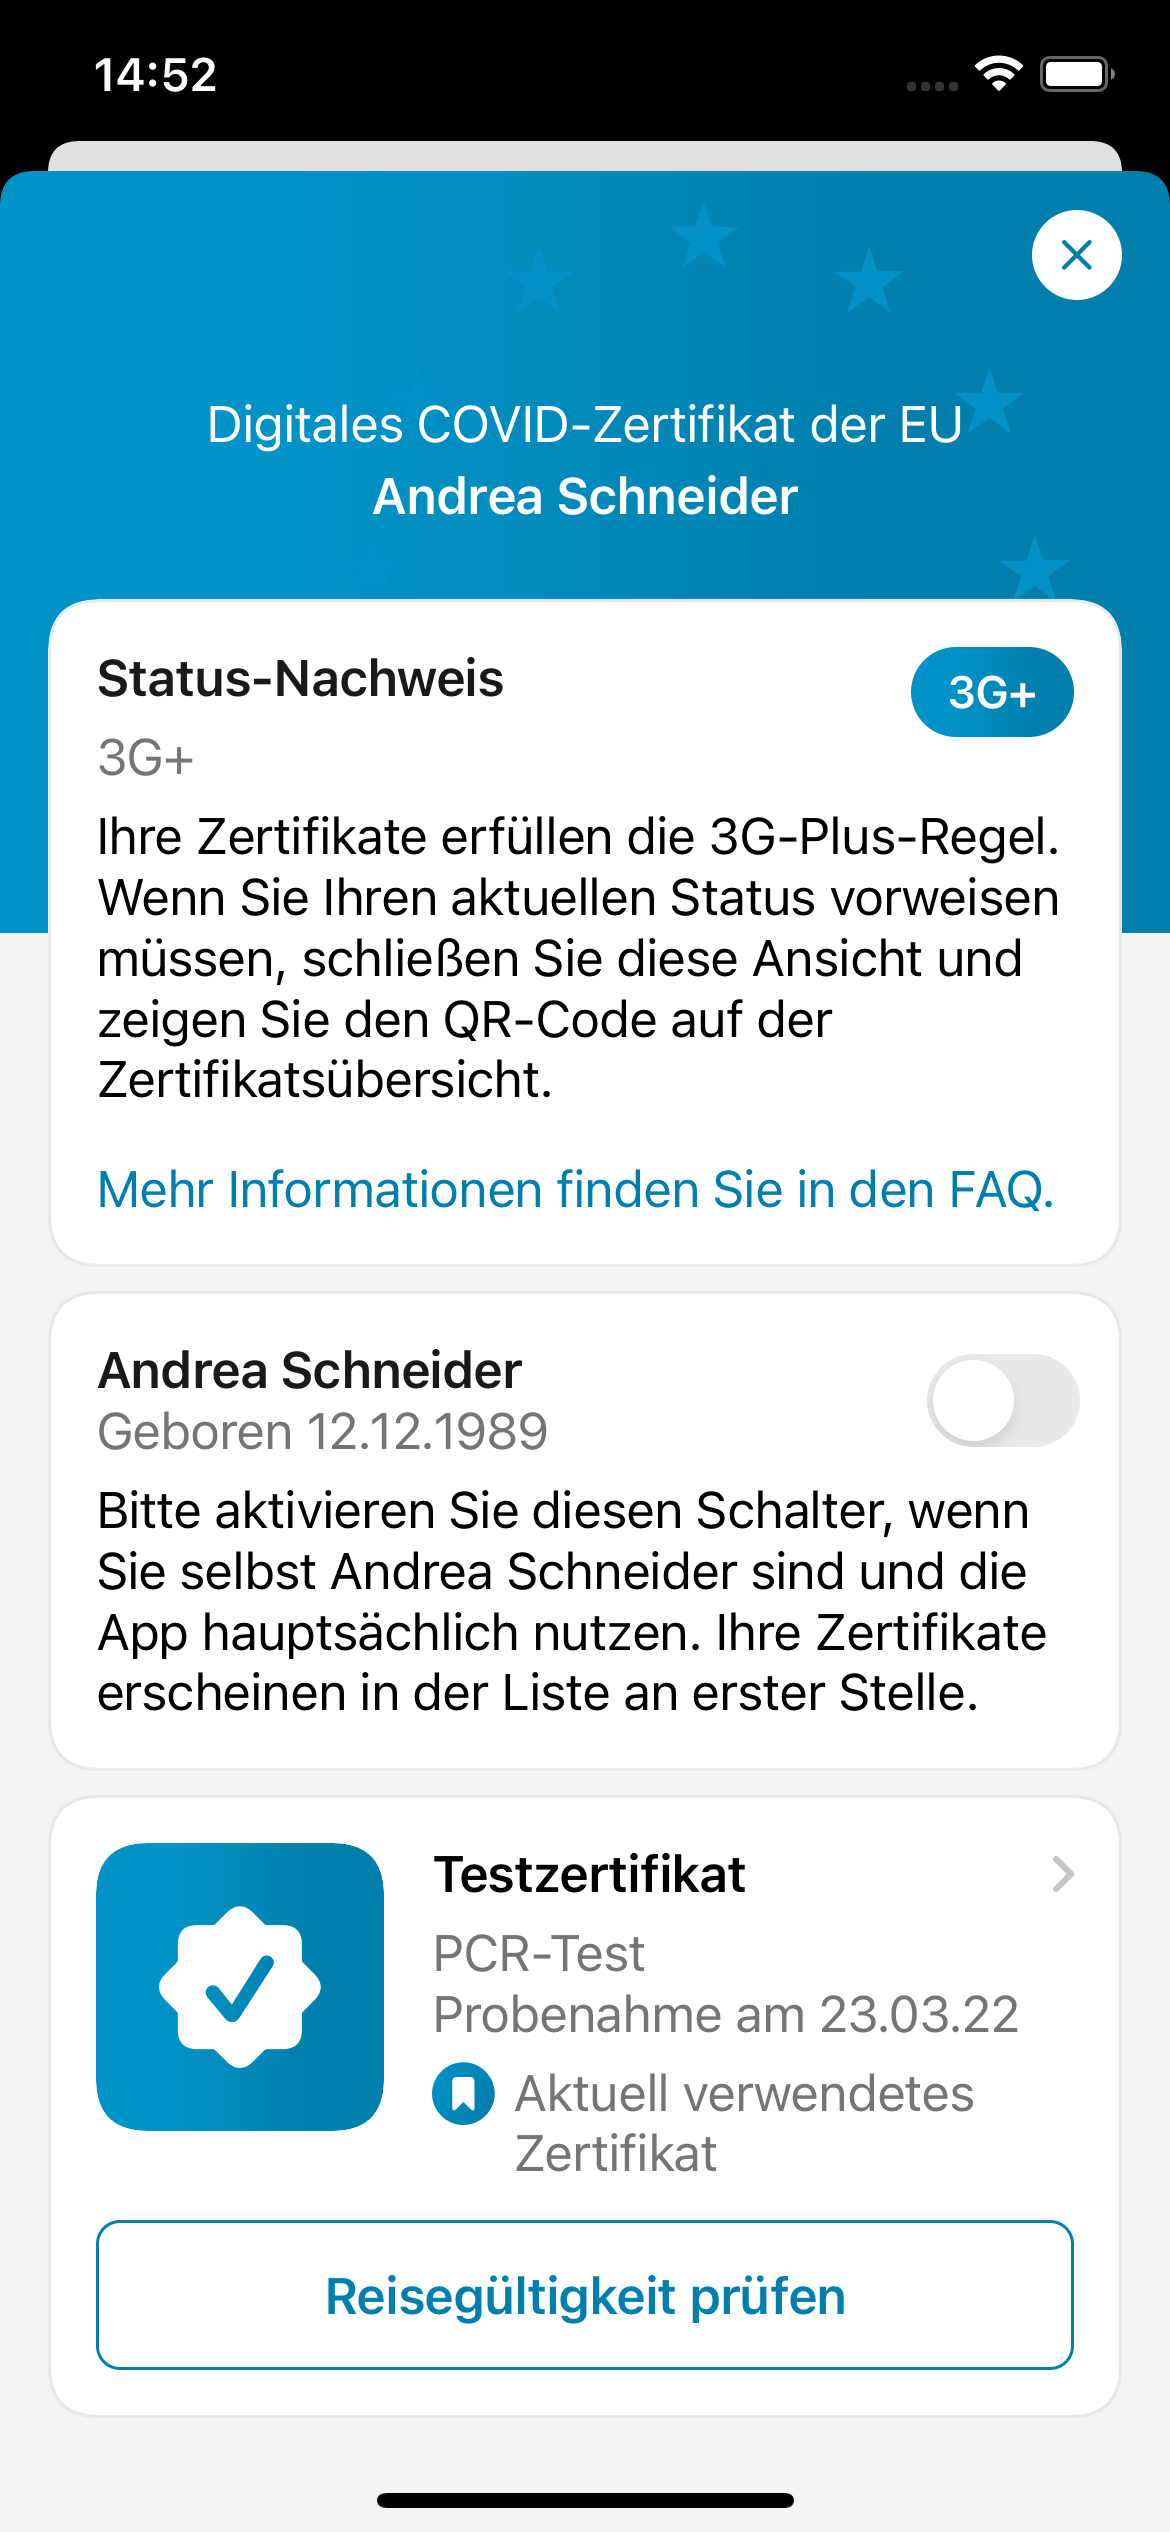 14:52
Digitales COVID-Zertifikat der EU
Andrea Schneider
Status-Nachweis
3G+
3G+
Ihre Zertifikate erfüllen die 3G-Plus-Regel.
Wenn Sie Ihren aktuellen Status vorweisen
müssen, schließen Sie diese Ansicht und
zeigen Sie den QR-Code auf der
Zertifikatsübersicht.
Mehr Informationen finden Sie in den FAQ.
Andrea Schneider
Geboren 12.12.1989
Bitte aktivieren Sie diesen Schalter, wenn
Sie selbst Andrea Schneider sind und die
App hauptsächlich nutzen. Ihre Zertifikate
erscheinen in der Liste an erster Stelle.
Testzertifikat
PCR-Test
Probenahme am 23.03.22
Aktuell verwendetes
Zertifikat
Reisegültigkeit prüfen